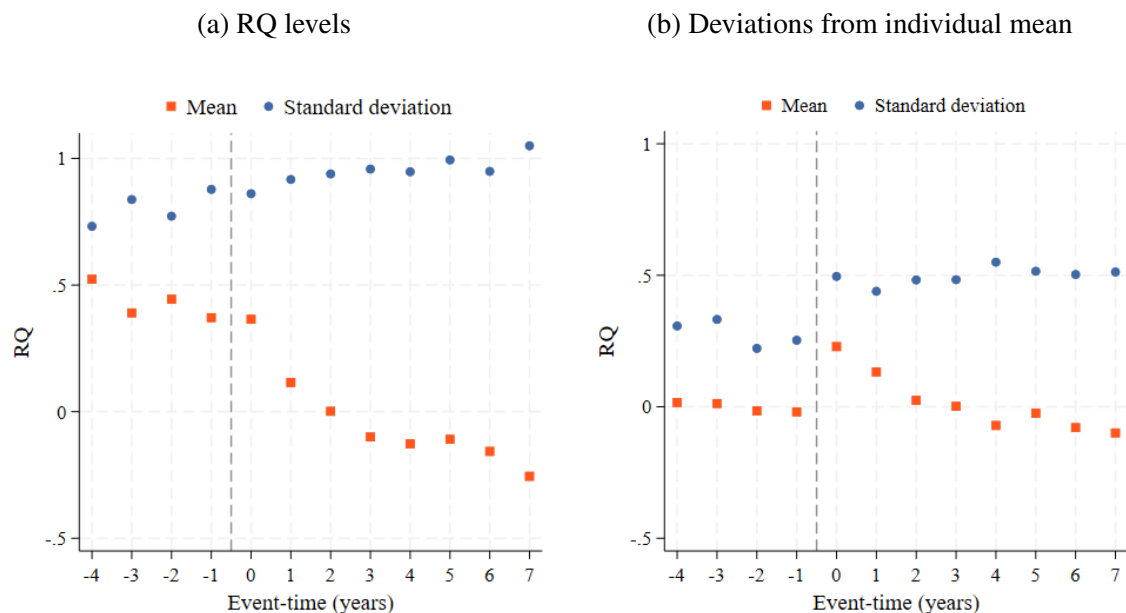 (a) RQ levels
Mean Standard deviation
1
.5
0
-.5
RQ
-4 -3 -2 -1 0 1 2 3 4 5 6 7
Event-time (years)
(b) Deviations from individual mean
Mean Standard deviation
1
.5
0
-.5
RQ
-4 -3 -2 -1 0 1 2 3 4 5 6 7
Event-time (years)